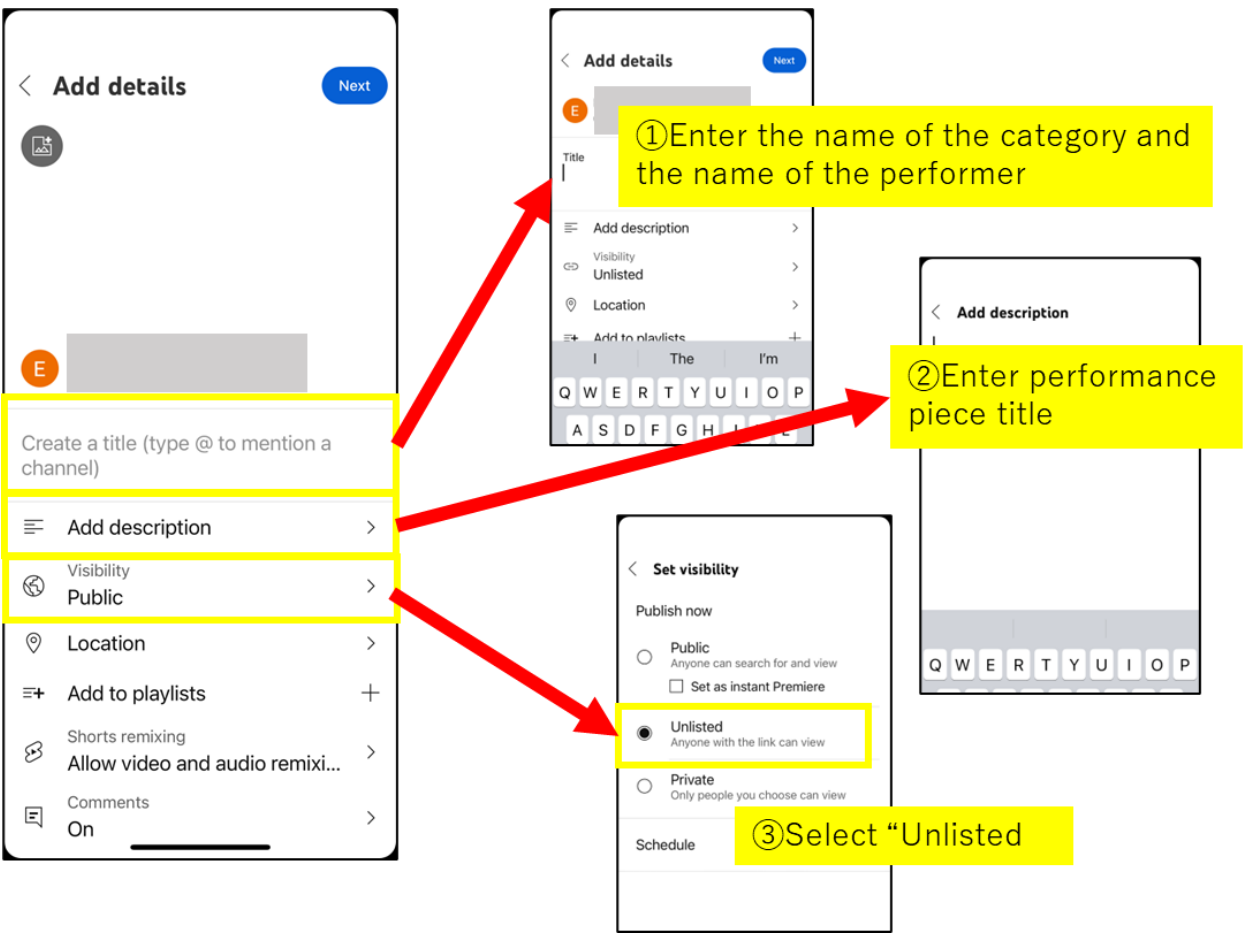 Add details
Next
E
Create a title (type @ to mention a
channel)
Add description
Visibility
Public
Location
Add to playlists
Shorts remixing
Allow video and audio remixi...
Comments
On
Add details
Next
E
①Enter the name of the category and
the name of the performer
Title
Add description
Visibility
Unlisted
Location
Add to playlists
I The I'm
Q W E R T Y U I O P
A S D F G H
Add description
②Enter performance
piece title
Q W E R T Y U I O P
Set visibility
Publish now
Public
Anyone can search for and view
Set as instant Premiere
Unlisted
Anyone with the link can view
Private
Only people you choose can view
Schedule
③Select “Unlisted